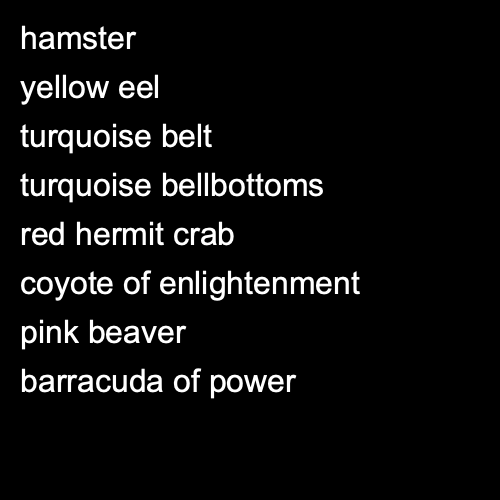 hamster
yellow eel
turquoise belt
turquoise bellbottoms
red hermit crab
coyote of enlightenment
pink beaver
barracuda of power